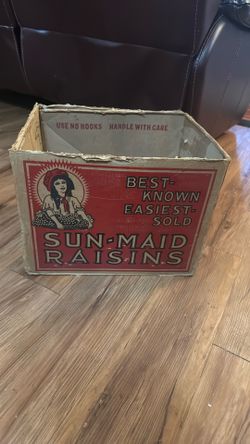 USE NO HOOKS HANDLE WITH CARE
BEST-
KNOWN
EASIEST-
SOLD
SUN-MAID
RAISINS